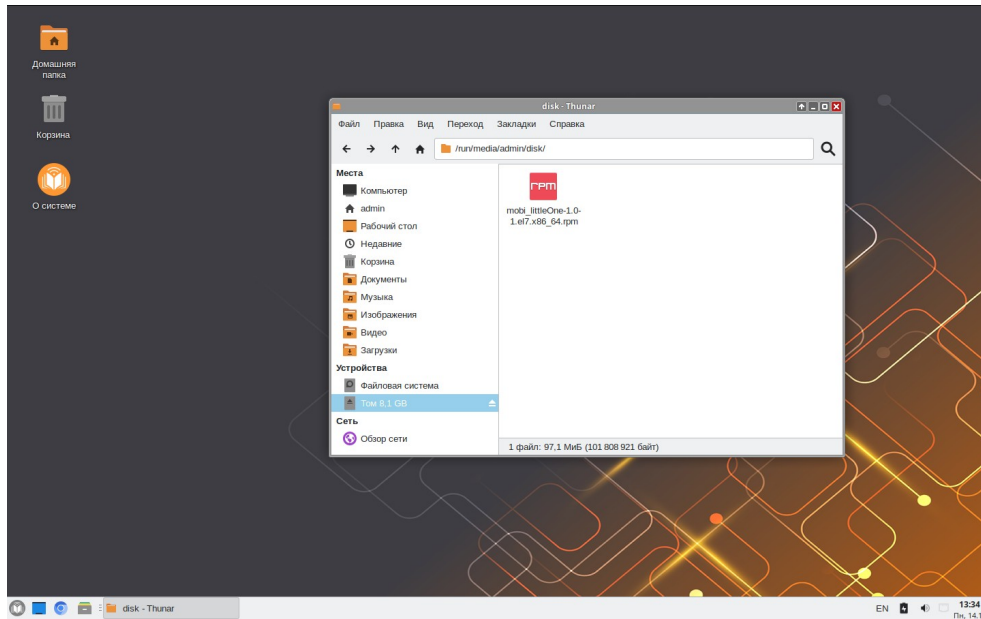 Домашняя
папка
Корзина
О системе
disk - Thunar
Файл Правка Вид Переход Закладки Справка
/run/media/admin/disk/
Места
Компьютер
admin
Рабочий стол
Недавние
Корзина
Документы
Музыка
Изображения
Видео
Загрузки
Устройства
Файловая система
Том 8,1 GB
Сеть
Обзор сети
rpm
mobi_littleOne-1.0-
1.el7.x86_64.rpm
1 файл: 97,1 МиБ (101 808 921 байт)
disk - Thunar
EN
13:34
Пн, 14.1